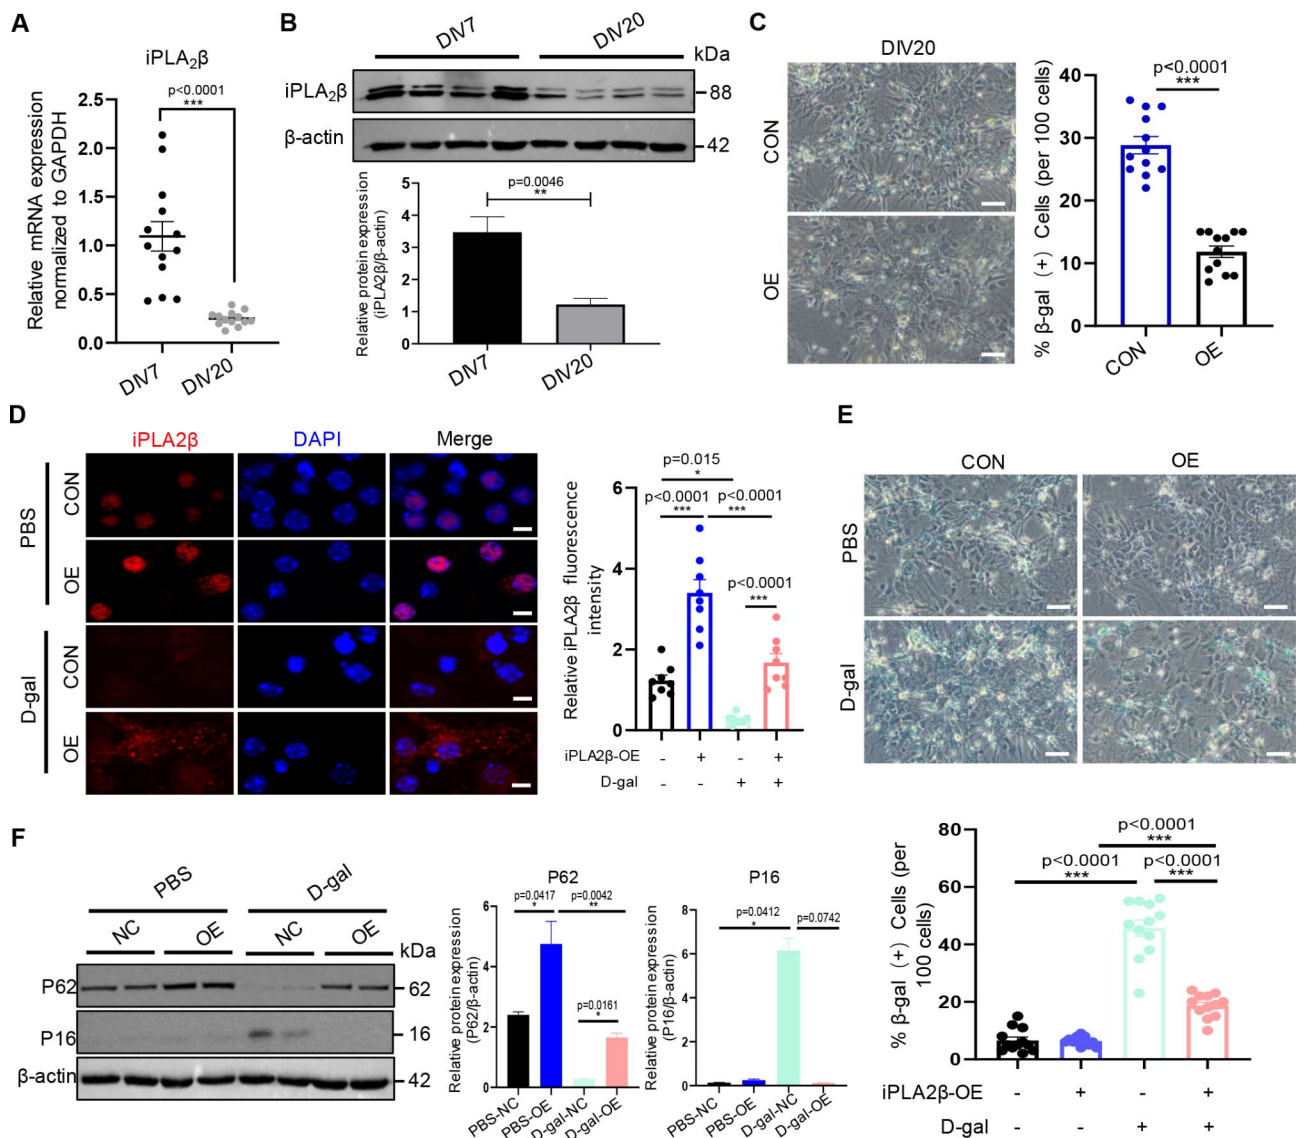 A
iPLA₂β
p<0.0001
***
Relative mRNA expression
normalized to GAPDH
2.5
2.0
1.5
1.0
0.5
0.0
DIV7
DIV20
B
DIV7
DIV20
kDa
iPLA₂β
88
β-actin
42
Relative protein expression
(iPLA2β/β-actin)
5
4
3
2
1
0
p=0.0046
**
DIV7
DIV20
C
DIV20
CON
OE
% β-gal (+) Cells (per 100 cells)
40
30
20
10
0
p<0.0001
***
CON
OE
D
iPLA2β
DAPI
Merge
PBS
CON
OE
D-gal
CON
OE
Relative iPLA2β fluorescence
intensity
6
4
2
0
p=0.015
*
p<0.0001
***
p<0.0001
***
p<0.0001
***
iPLA2β-OE
- + - +
D-gal
- - + +
E
CON
OE
PBS
D-gal
% β-gal (+) Cells (per
100 cells)
80
60
40
20
0
p<0.0001
***
p<0.0001
***
p<0.0001
***
iPLA2β-OE
- + - +
D-gal
- - + +
F
PBS
D-gal
NC
OE
NC
OE
kDa
P62
62
P16
16
β-actin
42
P62
Relative protein expression
(P62/β-actin)
6
4
2
0
p=0.0417
*
p=0.0042
**
p=0.0161
*
PBS-NC
PBS-OE
D-gal-NC
D-gal-OE
P16
Relative protein expression
(P16/β-actin)
8
6
4
2
0
p=0.0412
*
p=0.0742
PBS-NC
PBS-OE
D-gal-NC
D-gal-OE